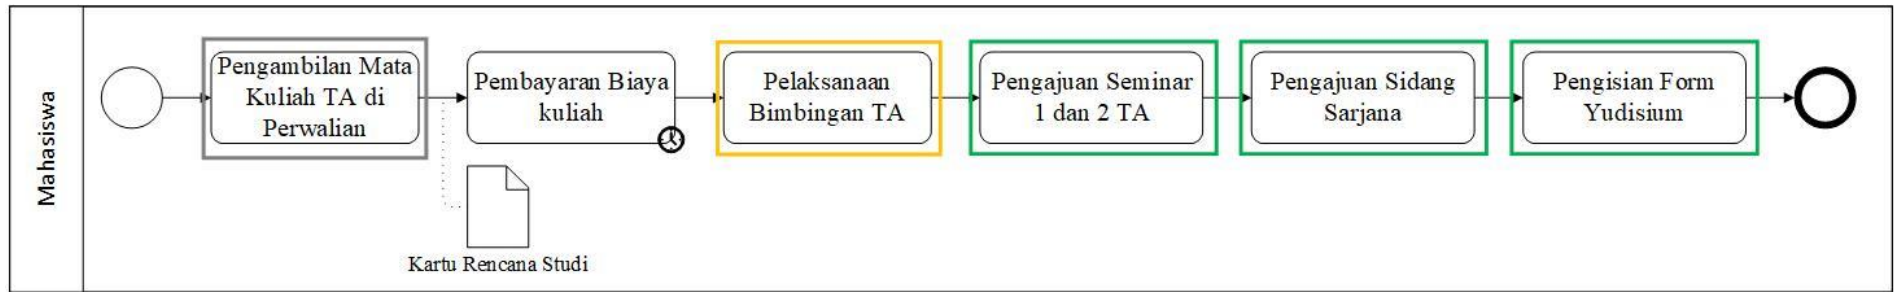 Mahasiswa
Pengambilan Mata
Kuliah TA di
Perwalian
Pembayaran Biaya
kuliah
Pelaksanaan
Bimbingan TA
Pengajuan Seminar
1 dan 2 TA
Pengajuan Sidang
Sarjana
Pengisian Form
Yudisium
Kartu Rencana Studi